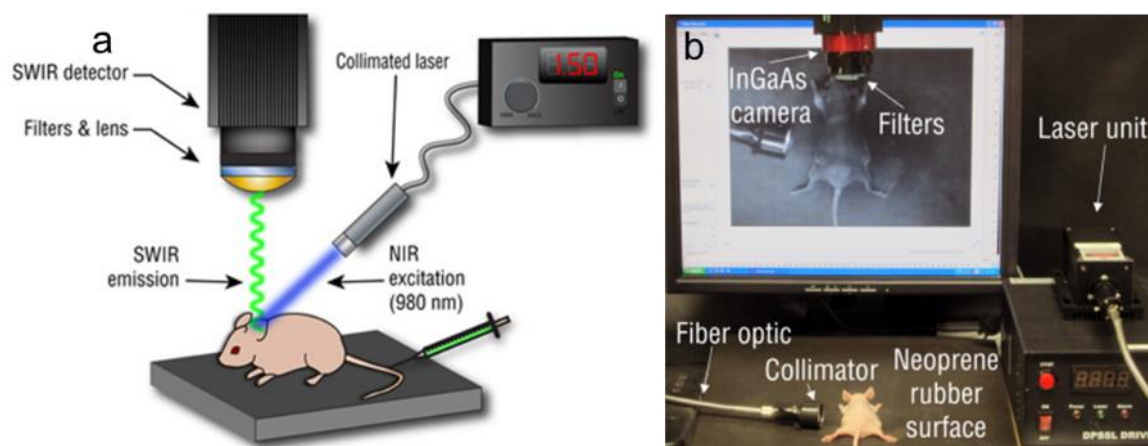 a
SWIR detector
Filters & lens
Collimated laser
1.50
On
SWIR
emission
NIR
excitation
(980 nm)
b
InGaAs
camera
Filters
Laser unit
Fiber optic
Collimator
Neoprene
rubber
surface
DPSSL DRIV